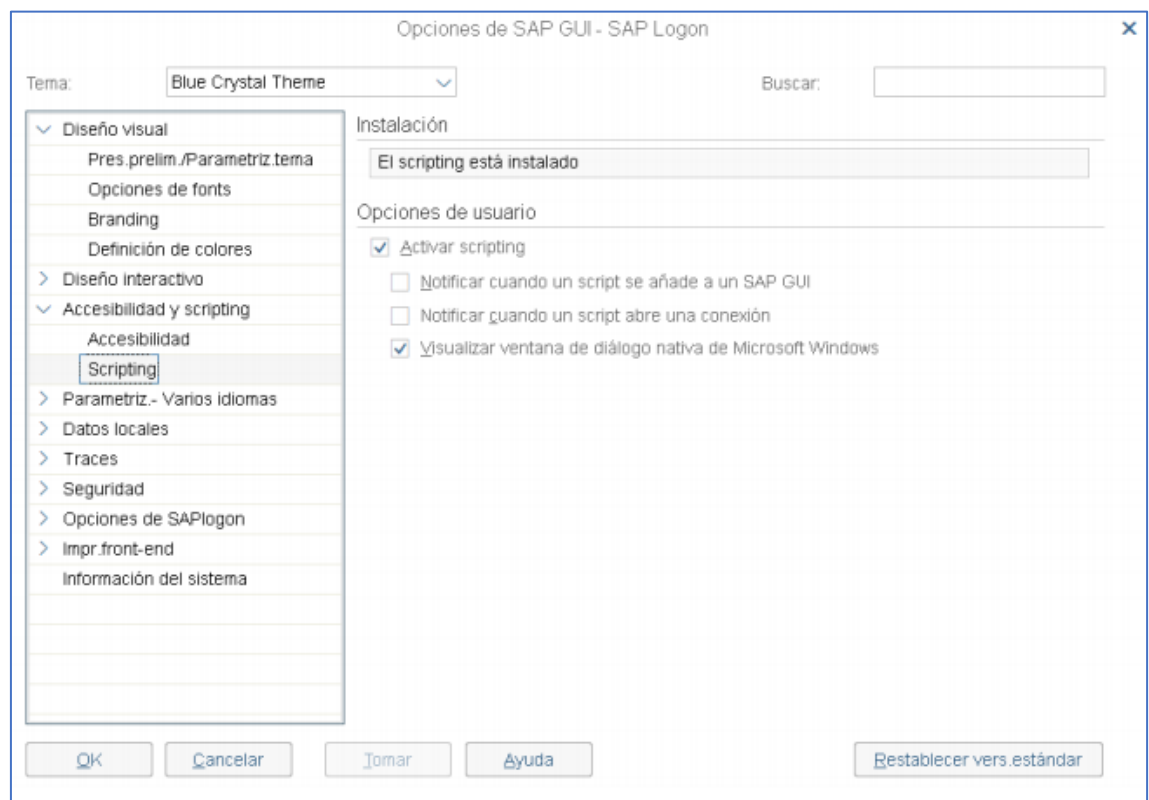 Opciones de SAP GUI - SAP Logon
Tema: Blue Crystal Theme Buscar:
Diseño visual
Pres.prelim./Parametriz.tema
Opciones de fonts
Branding
Definición de colores
Diseño interactivo
Accesibilidad y scripting
Accesibilidad
Scripting
Parametriz.- Varios idiomas
Datos locales
Traces
Seguridad
Opciones de SAPlogon
Impr.front-end
Información del sistema
Instalación
El scripting está instalado
Opciones de usuario
Activar scripting
Notificar cuando un script se añade a un SAP GUI
Notificar cuando un script abre una conexión
Visualizar ventana de diálogo nativa de Microsoft Windows
OK Cancelar Tomar Ayuda Restablecer vers.estándar